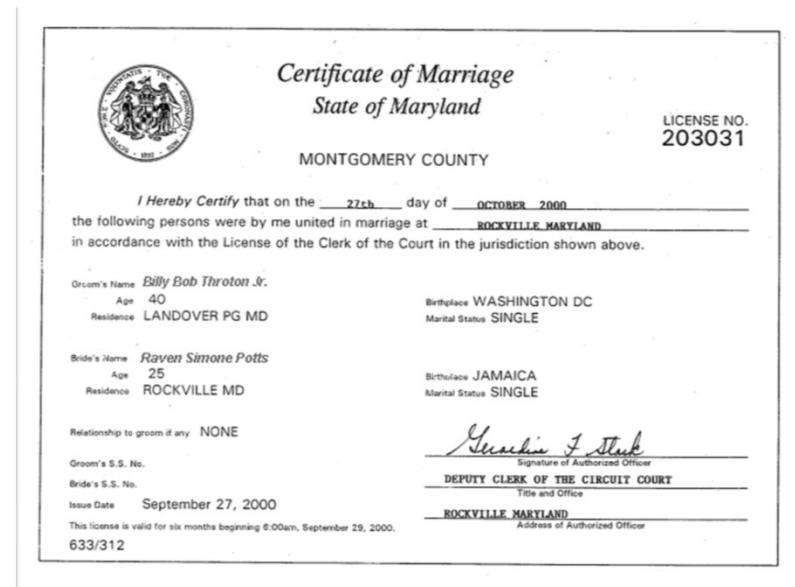 Certificate of Marriage
State of Maryland
LICENSE NO.
203031
MONTGOMERY COUNTY
I Hereby Certify that on the 27th day of OCTOBER 2000
the following persons were by me united in marriage at ROCKVILLE MARYLAND
in accordance with the License of the Clerk of the Court in the jurisdiction shown above.
Groom's Name Billy Bob Throton Jr.
Age 40 Birthplace WASHINGTON DC
Residence LANDOVER PG MD Marital Status SINGLE
Bride's Name Raven Simone Potts
Age 25 Birthplace JAMAICA
Residence ROCKVILLE MD Marital Status SINGLE
Relationship to groom if any NONE
Geraldine F Stark
Signature of Authorized Officer
Groom's S.S. No.
DEPUTY CLERK OF THE CIRCUIT COURT
Bride's S.S. No.
Title and Office
Issue Date September 27, 2000
ROCKVILLE MARYLAND
This license is valid for six months beginning 6:00am, September 29, 2000.
Address of Authorized Officer
633/312